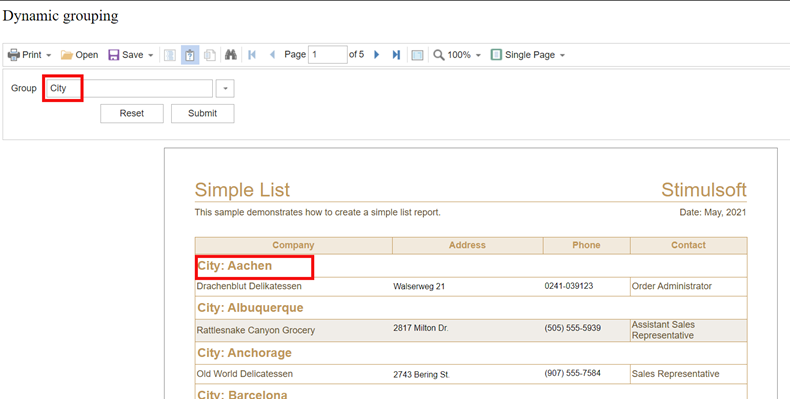 Dynamic grouping
Print Open Save Page 1 of 5 100% Single Page
Group City
Reset Submit
Simple List Stimulsoft
This sample demonstrates how to create a simple list report. Date: May, 2021
Company Address Phone Contact
City: Aachen
Drachenblut Delikatessen Walserweg 21 0241-039123 Order Administrator
City: Albuquerque
Rattlesnake Canyon Grocery 2817 Milton Dr. (505) 555-5939 Assistant Sales
Representative
City: Anchorage
Old World Delicatessen 2743 Bering St. (907) 555-7584 Sales Representative
City: Barcelona